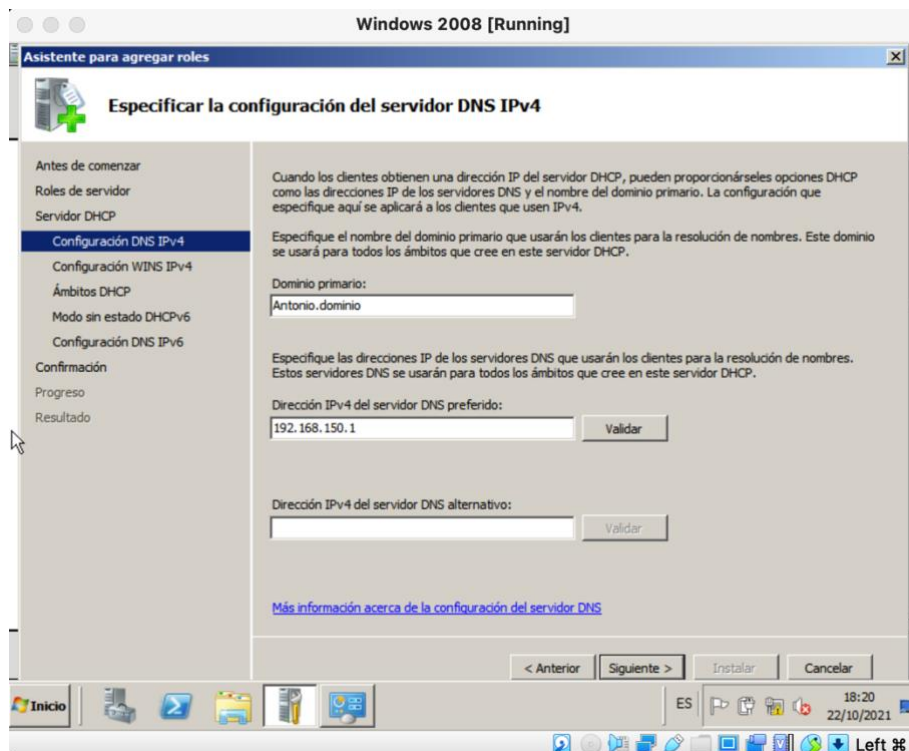 Windows 2008 [Running]
Asistente para agregar roles
Especificar la configuración del servidor DNS IPv4
Antes de comenzar
Roles de servidor
Servidor DHCP
Configuración DNS IPv4
Configuración WINS IPv4
Ámbitos DHCP
Modo sin estado DHCPv6
Configuración DNS IPv6
Confirmación
Progreso
Resultado
Cuando los clientes obtienen una dirección IP del servidor DHCP, pueden proporcionárseles opciones DHCP
como las direcciones IP de los servidores DNS y el nombre del dominio primario. La configuración que
especifique aquí se aplicará a los clientes que usen IPv4.
Especifique el nombre del dominio primario que usarán los clientes para la resolución de nombres. Este dominio
se usará para todos los ámbitos que cree en este servidor DHCP.
Dominio primario:
Antonio.dominio
Especifique las direcciones IP de los servidores DNS que usarán los clientes para la resolución de nombres.
Estos servidores DNS se usarán para todos los ámbitos que cree en este servidor DHCP.
Dirección IPv4 del servidor DNS preferido:
192.168.150.1
Validar
Dirección IPv4 del servidor DNS alternativo:
Validar
Más información acerca de la configuración del servidor DNS
< Anterior
Siguiente >
Instalar
Cancelar
Inicio
ES
18:20
22/10/2021
Left ⌘